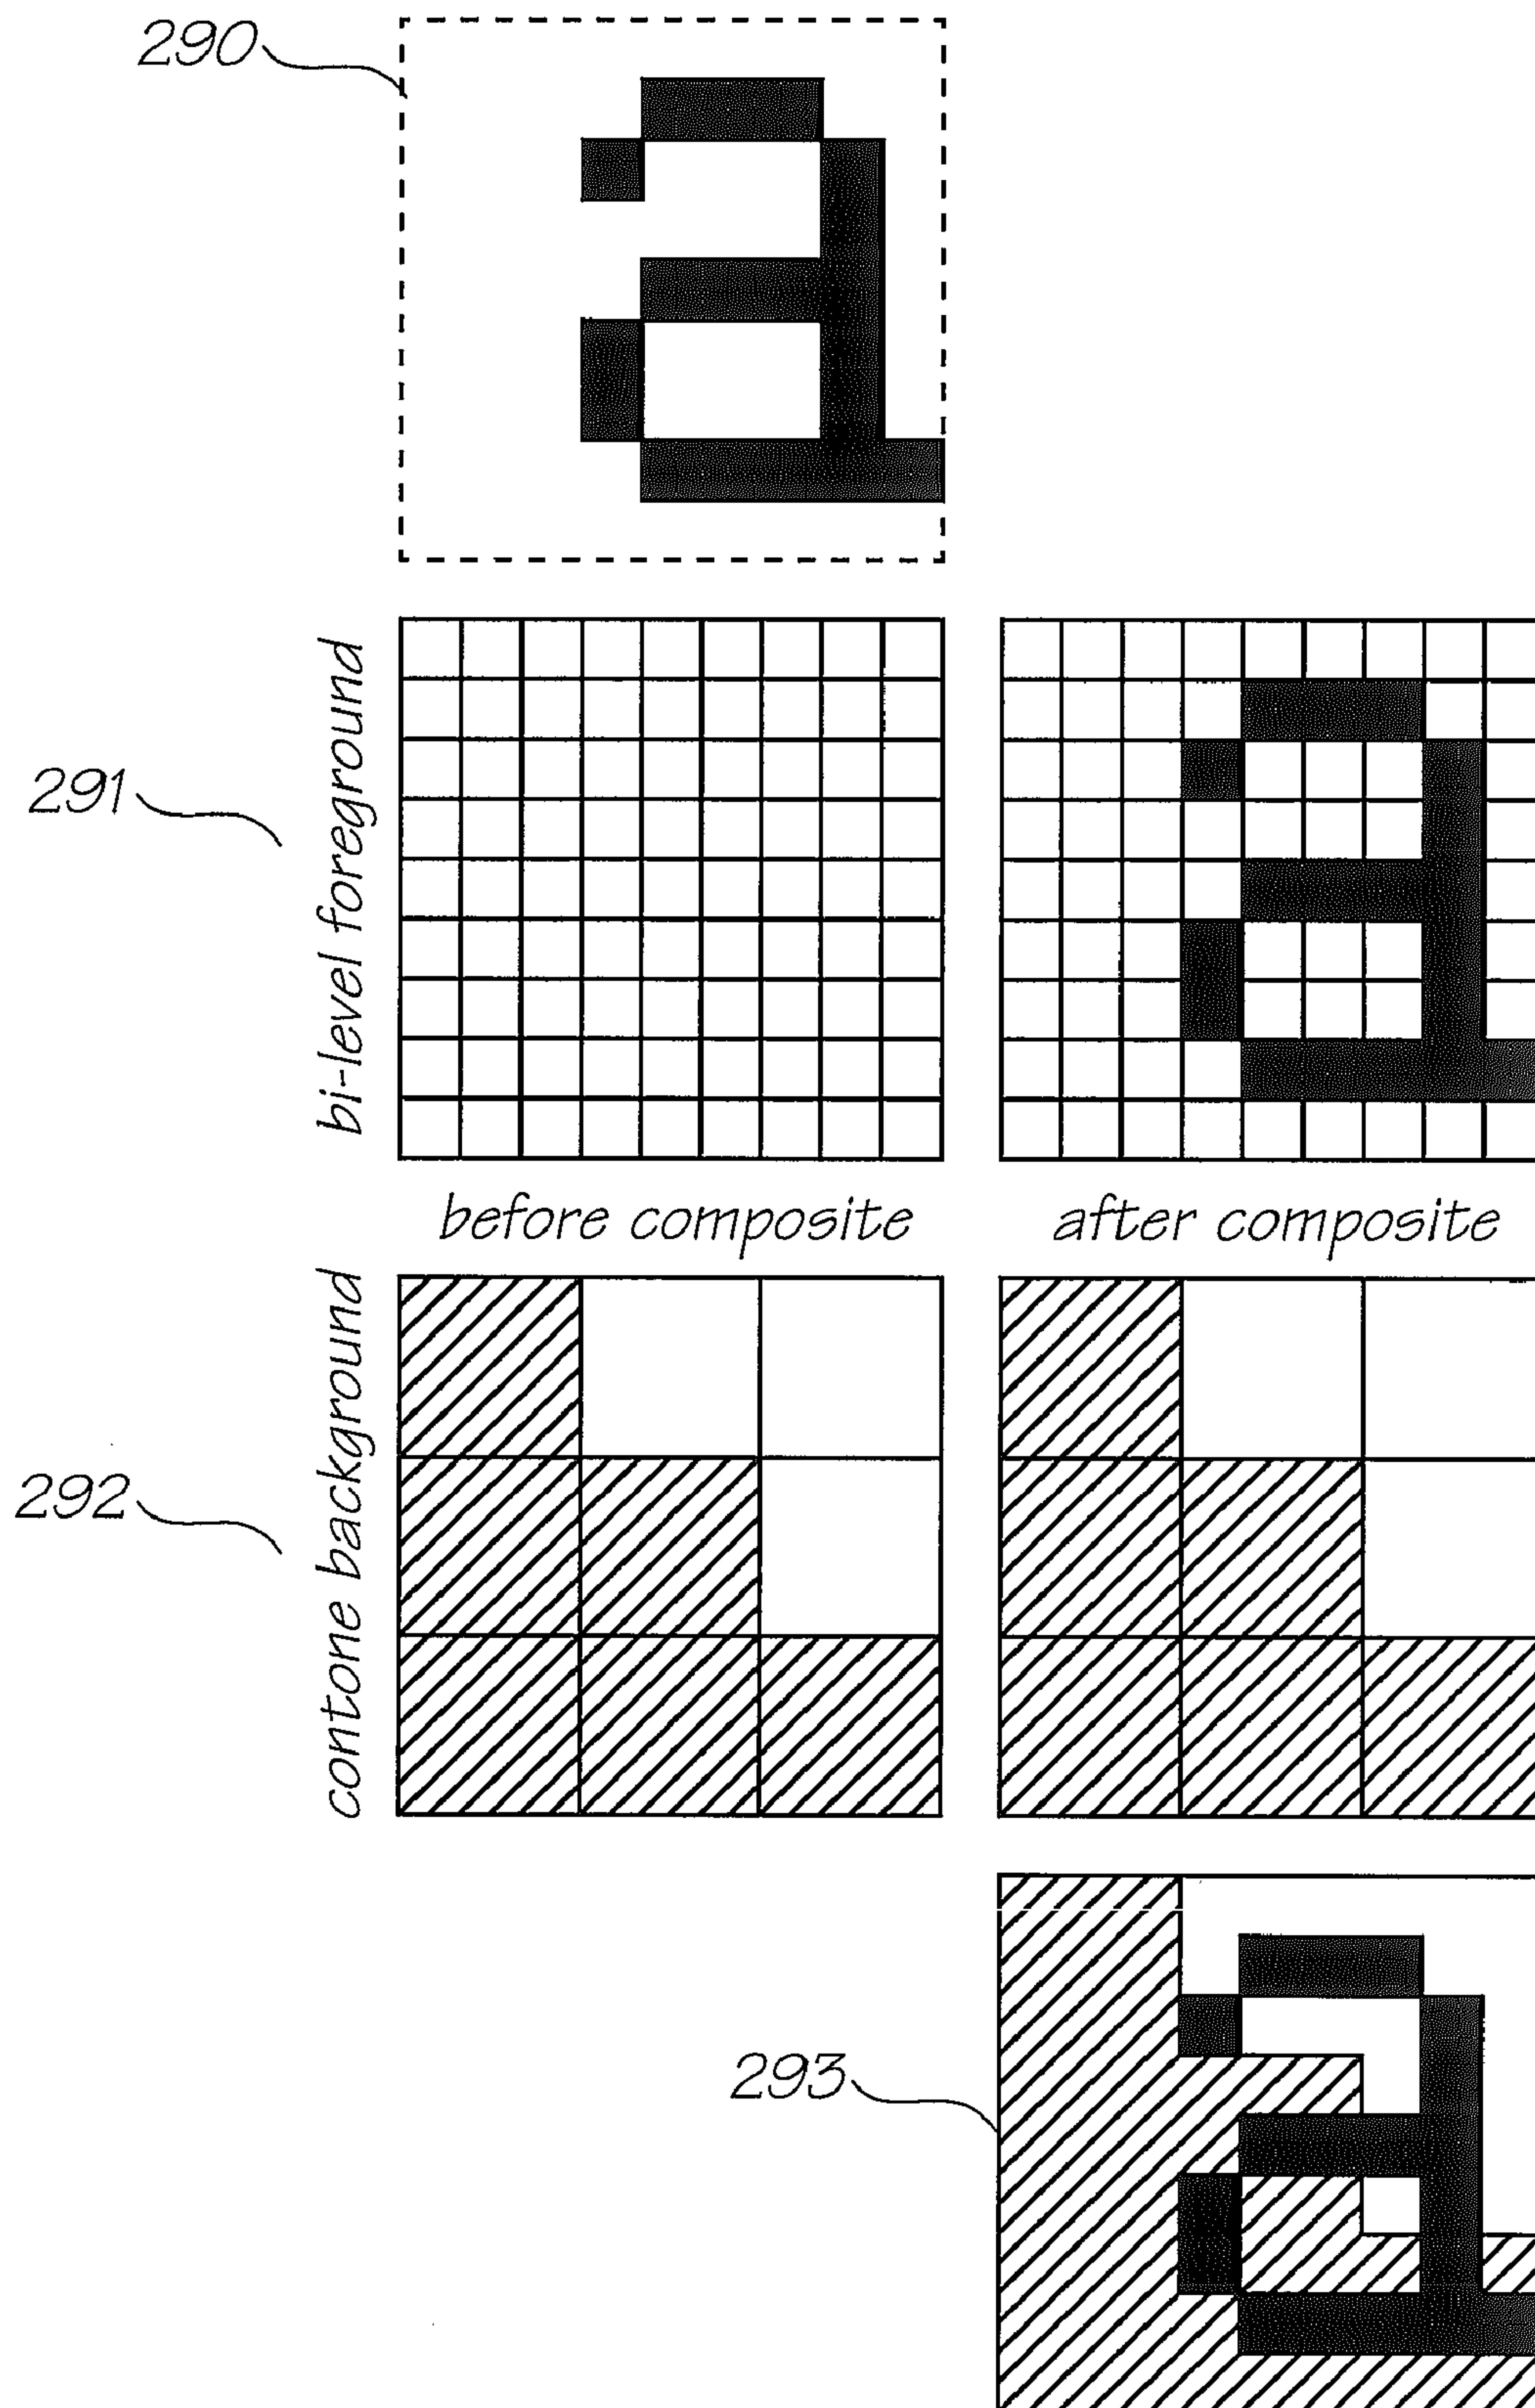 290
291
bi-level foreground
before composite
after composite
292
contone background
293